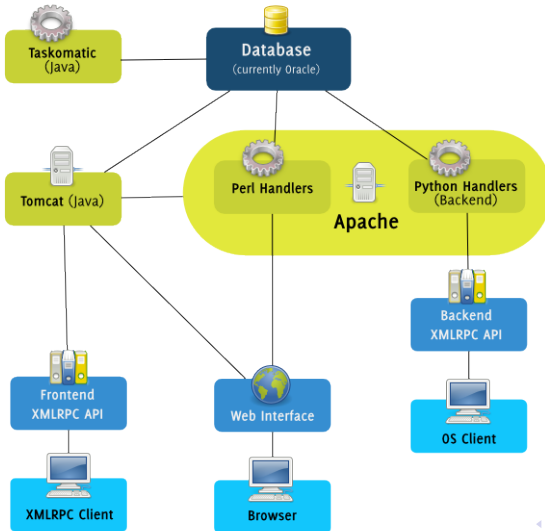 Taskomatic
(Java)
Database
(currently Oracle)
Tomcat (Java)
Perl Handlers
Python Handlers
(Backend)
Apache
Backend
XMLRPC API
Frontend
XMLRPC API
Web Interface
OS Client
XMLRPC Client
Browser